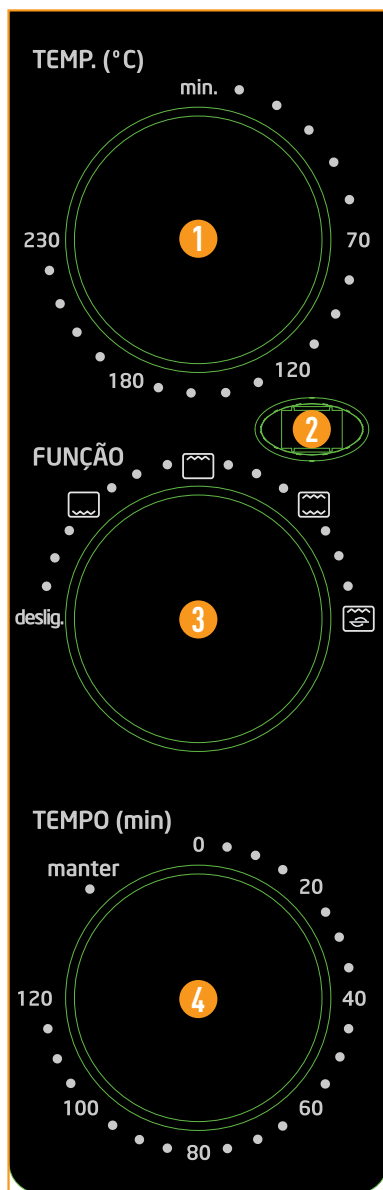 TEMP. (°C)
min.
1
230
70
180
120
2
FUNÇÃO
deslig.
3
TEMPO (min)
0
manter
20
120
4
40
100
60
80